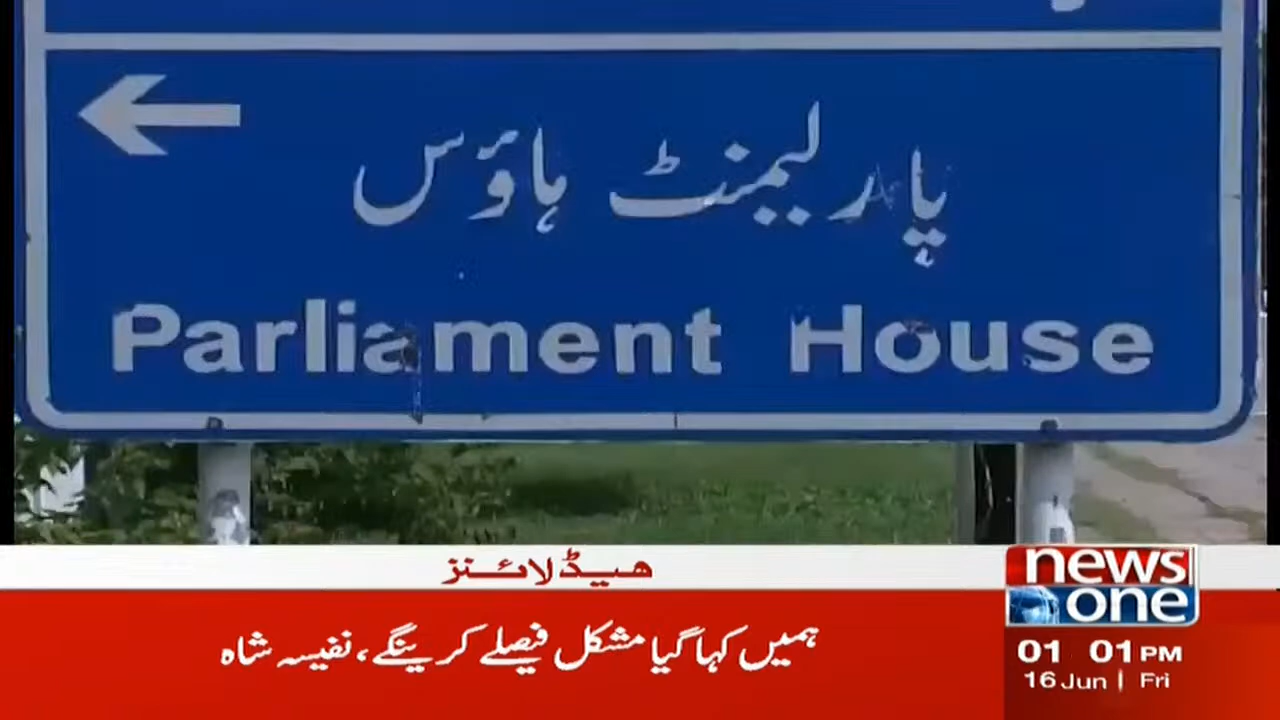 پارلیمنٹ ہاؤس
Parliament House
ہیڈلائنز
ہمیں کہا گیا مشکل فیصلے کرینگے، نفیسہ شاہ
news
one
01 01 PM
16 Jun | Fri